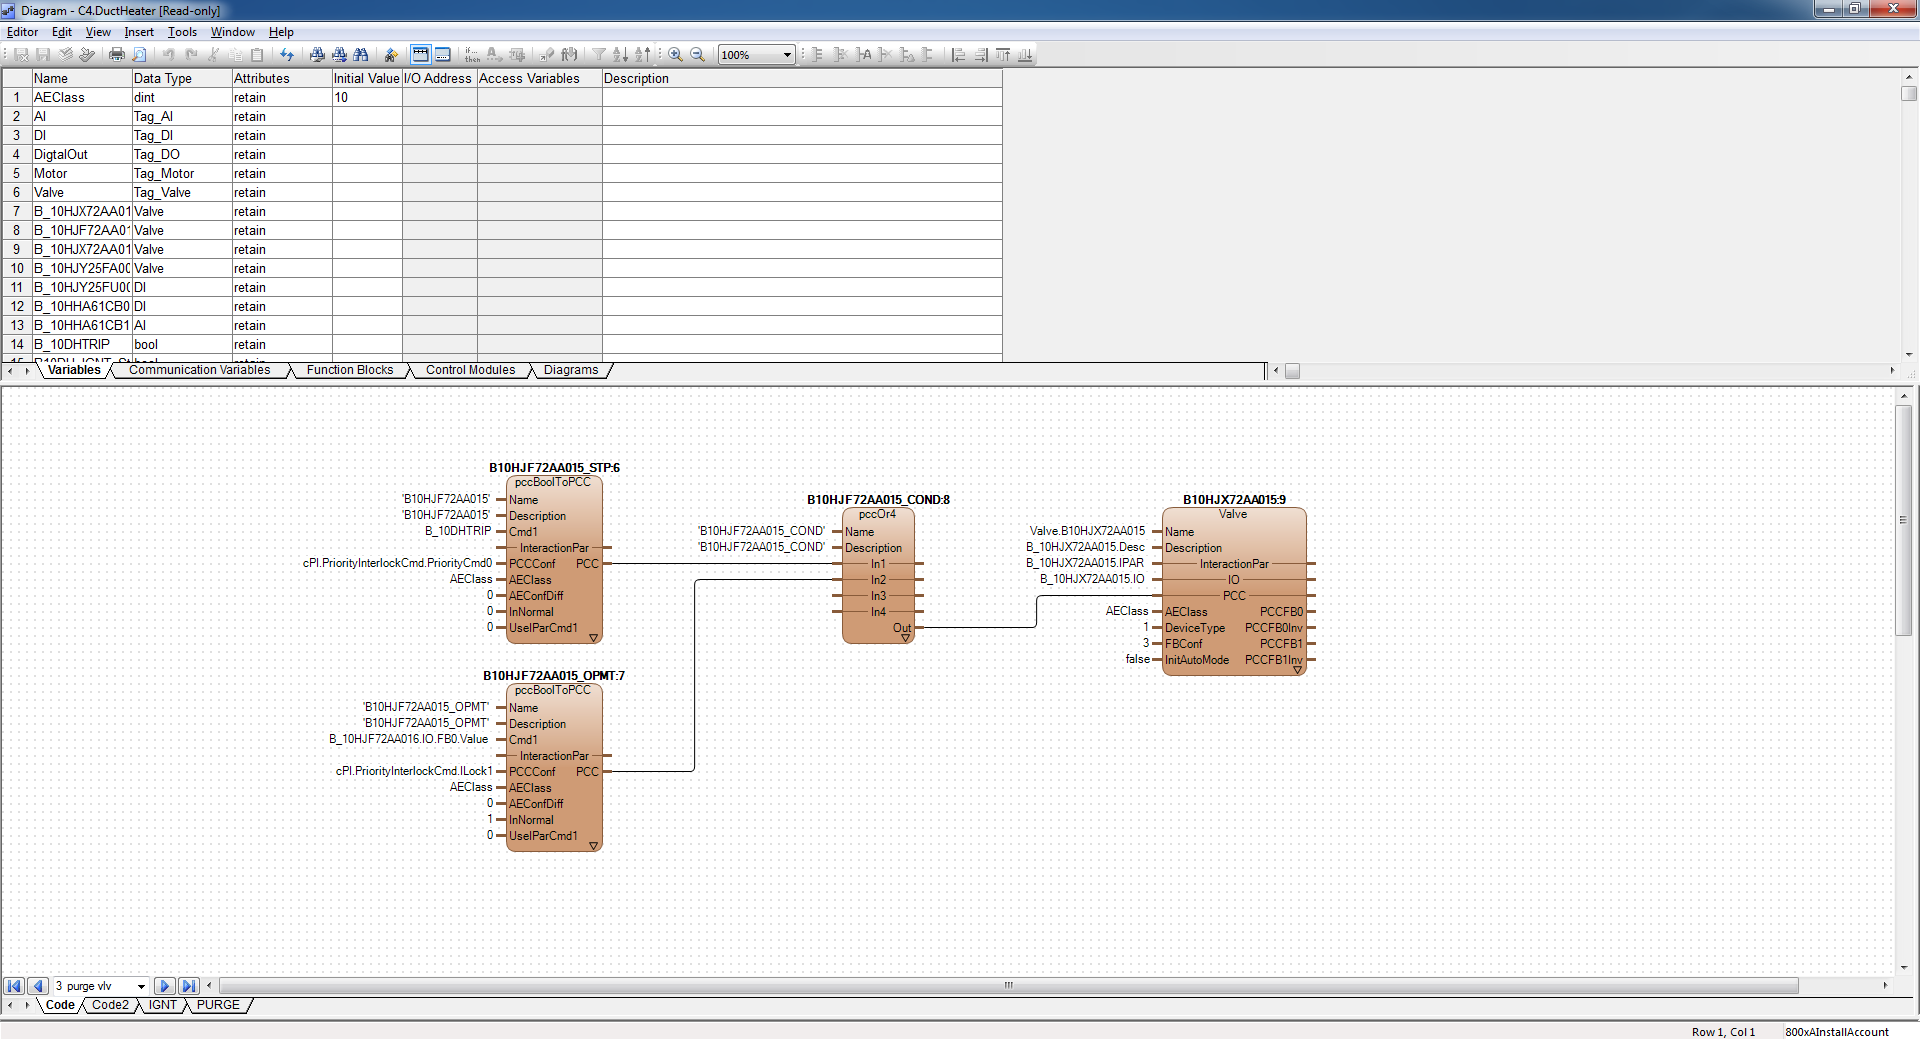 Diagram - C4.DuctHeater [Read-only]
Editor Edit View Insert Tools Window Help
if... then 100%
Name Data Type Attributes Initial Value I/O Address Access Variables Description
1 AEClass dint retain 10
2 AI Tag_AI retain
3 DI Tag_DI retain
4 DigtalOut Tag_DO retain
5 Motor Tag_Motor retain
6 Valve Tag_Valve retain
7 B_10HJX72AA01 Valve retain
8 B_10HJF72AA01 Valve retain
9 B_10HJX72AA01 Valve retain
10 B_10HJY25FA00 Valve retain
11 B_10HJY25FU00 DI retain
12 B_10HHA61CB0 DI retain
13 B_10HHA61CB1 AI retain
14 B_10DHTRIP bool retain
Variables Communication Variables Function Blocks Control Modules Diagrams
B10HJF72AA015_STP:6
pccBoolToPCC
'B10HJF72AA015' Name
'B10HJF72AA015' Description
B_10DHTRIP Cmd1
InteractionPar
cPI.PriorityInterlockCmd.PriorityCmd0 PCCConf PCC
AEClass AEClass
0 AEConfDiff
0 InNormal
0 UseIParCmd1
B10HJF72AA015_COND:8
pccOr4
'B10HJF72AA015_COND' Name
'B10HJF72AA015_COND' Description
In1
In2
In3
In4
Out
B10HJX72AA015:9
Valve
Valve.B10HJX72AA015 Name
B_10HJX72AA015.Desc Description
B_10HJX72AA015.IPAR InteractionPar
B_10HJX72AA015.IO IO
PCC
AEClass AEClass PCCFB0
1 DeviceType PCCFB0Inv
3 FBConf PCCFB1
false InitAutoMode PCCFB1Inv
B10HJF72AA015_OPMT:7
pccBoolToPCC
'B10HJF72AA015_OPMT' Name
'B10HJF72AA015_OPMT' Description
B_10HJF72AA016.IO.FB0.Value Cmd1
InteractionPar
cPI.PriorityInterlockCmd.ILock1 PCCConf PCC
AEClass AEClass
0 AEConfDiff
1 InNormal
0 UseIParCmd1
3 purge vlv
Code Code2 IGNT PURGE
Row 1, Col 1 800xAInstallAccount